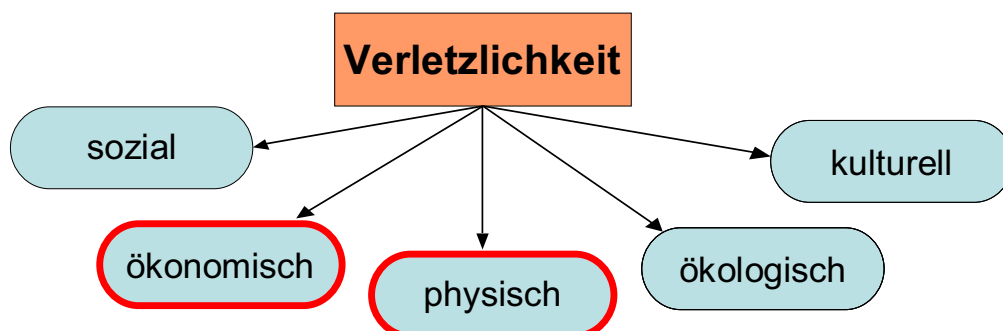 Verletzlichkeit
sozial
kulturell
ökonomisch
physisch
ökologisch